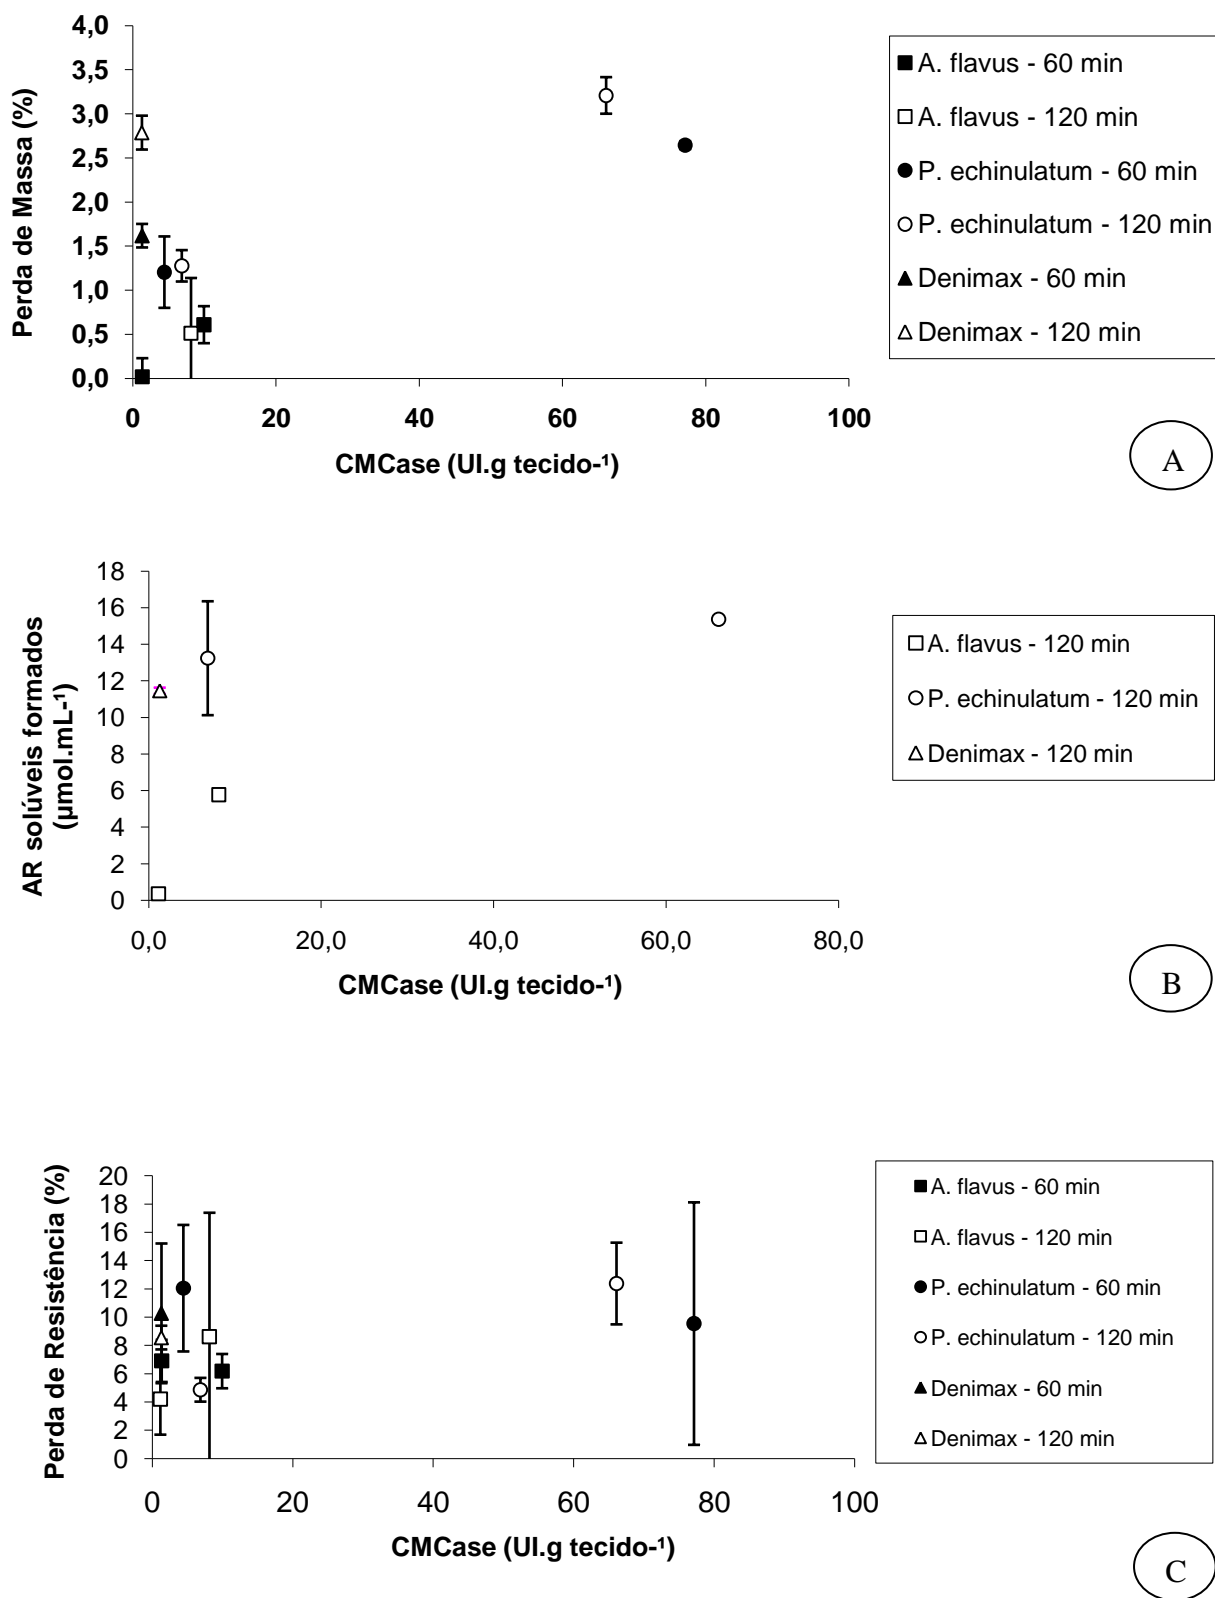 4,0
3,5
3,0
2,5
2,0
1,5
1,0
0,5
0,0
Perda de Massa (%)
0 20 40 60 80 100
CMCase (UI.g tecido-¹)
A. flavus - 60 min
A. flavus - 120 min
P. echinulatum - 60 min
P. echinulatum - 120 min
Denimax - 60 min
Denimax - 120 min
A
18
16
14
12
10
8
6
4
2
0
AR solúveis formados
(µmol.mL-¹)
0,0 20,0 40,0 60,0 80,0
CMCase (UI.g tecido-¹)
A. flavus - 120 min
P. echinulatum - 120 min
Denimax - 120 min
B
20
18
16
14
12
10
8
6
4
2
0
Perda de Resistência (%)
0 20 40 60 80 100
CMCase (UI.g tecido-¹)
A. flavus - 60 min
A. flavus - 120 min
P. echinulatum - 60 min
P. echinulatum - 120 min
Denimax - 60 min
Denimax - 120 min
C